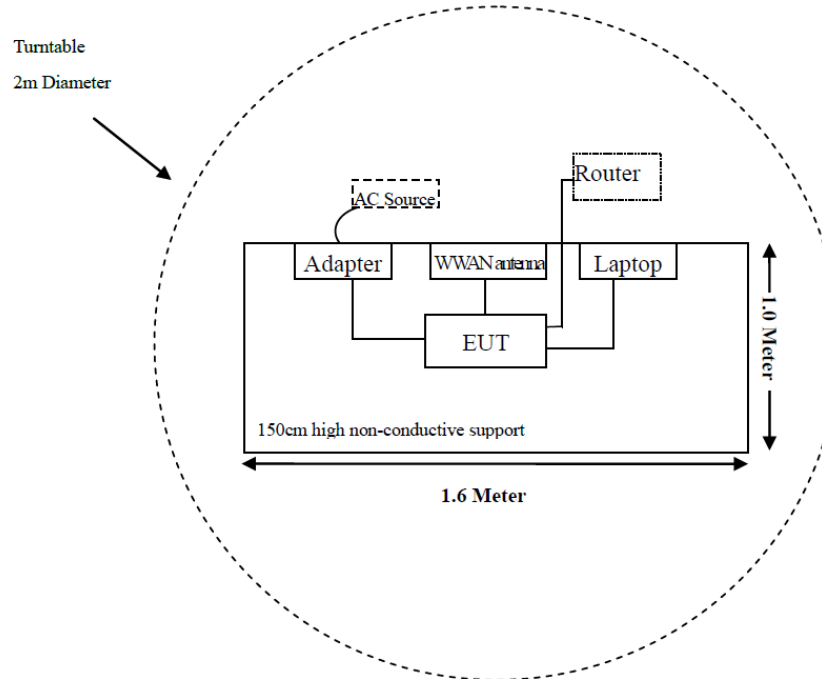 Turntable
2m Diameter
Router
AC Source
Adapter
WWAN antenna
Laptop
EUT
1.0 Meter
150cm high non-conductive support
1.6 Meter